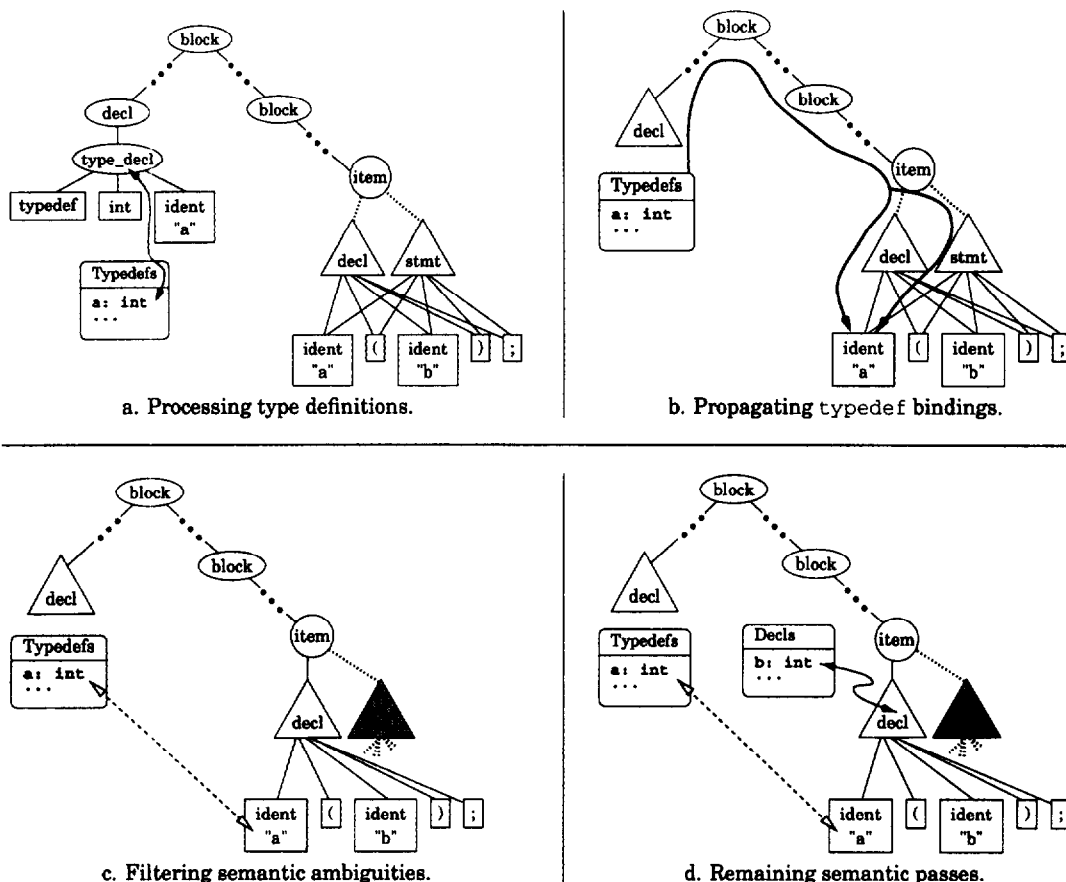 block
decl
block
type_decl
item
typedef
int
ident
"a"
decl
stmt
Typedefs
a: int
...
ident
"a"
(
ident
"b"
)
;
a. Processing type definitions.
block
decl
block
item
Typedefs
a: int
...
decl
stmt
ident
"a"
(
ident
"b"
)
;
b. Propagating typedef bindings.
block
block
decl
Typedefs
a: int
...
item
decl
ident
"a"
(
ident
"b"
)
;
c. Filtering semantic ambiguities.
block
block
decl
Typedefs
a: int
...
Decls
b: int
...
item
decl
ident
"a"
(
ident
"b"
)
;
d. Remaining semantic passes.